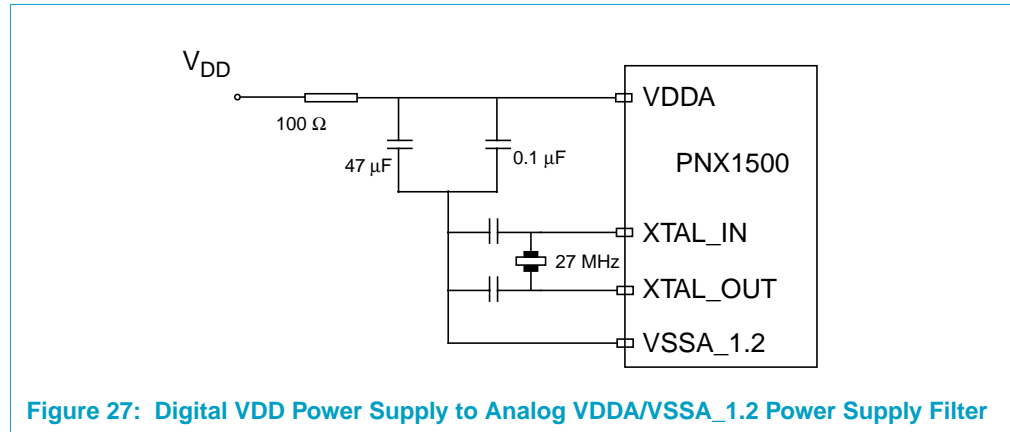 V_DD
VDDA
100 Ω
47 µF
0.1 µF
PNX1500
XTAL_IN
27 MHz
XTAL_OUT
VSSA_1.2
Figure 27: Digital VDD Power Supply to Analog VDDA/VSSA_1.2 Power Supply Filter